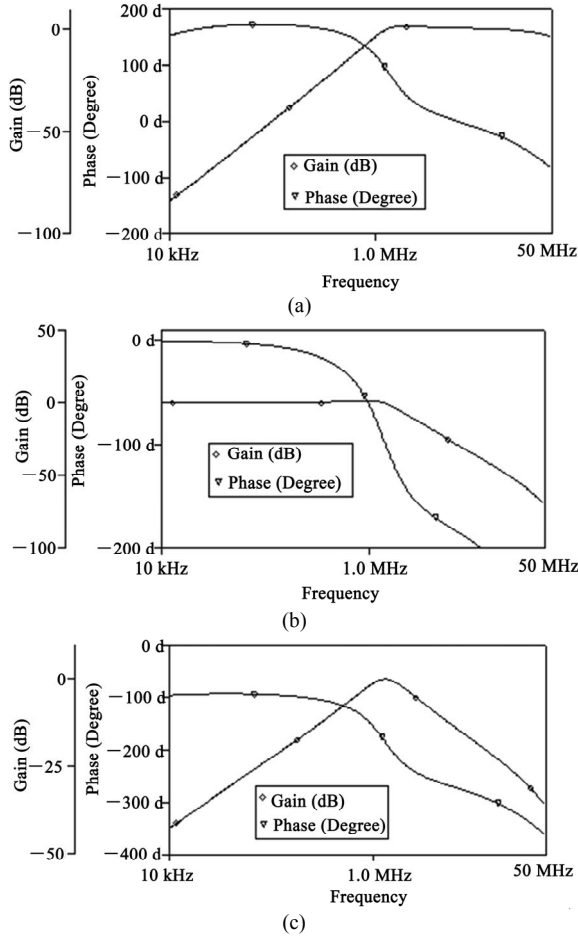 0
−50
−100
Gain (dB)
200 d
100 d
0 d
−100 d
−200 d
Phase (Degree)
Gain (dB)
Phase (Degree)
10 kHz
1.0 MHz
50 MHz
Frequency
(a)
50
0
−50
−100
Gain (dB)
0 d
−100 d
−200 d
Phase (Degree)
Gain (dB)
Phase (Degree)
10 kHz
1.0 MHz
50 MHz
Frequency
(b)
0
−25
−50
Gain (dB)
0 d
−100 d
−200 d
−300 d
−400 d
Phase (Degree)
Gain (dB)
Phase (Degree)
10 kHz
1.0 MHz
50 MHz
Frequency
(c)